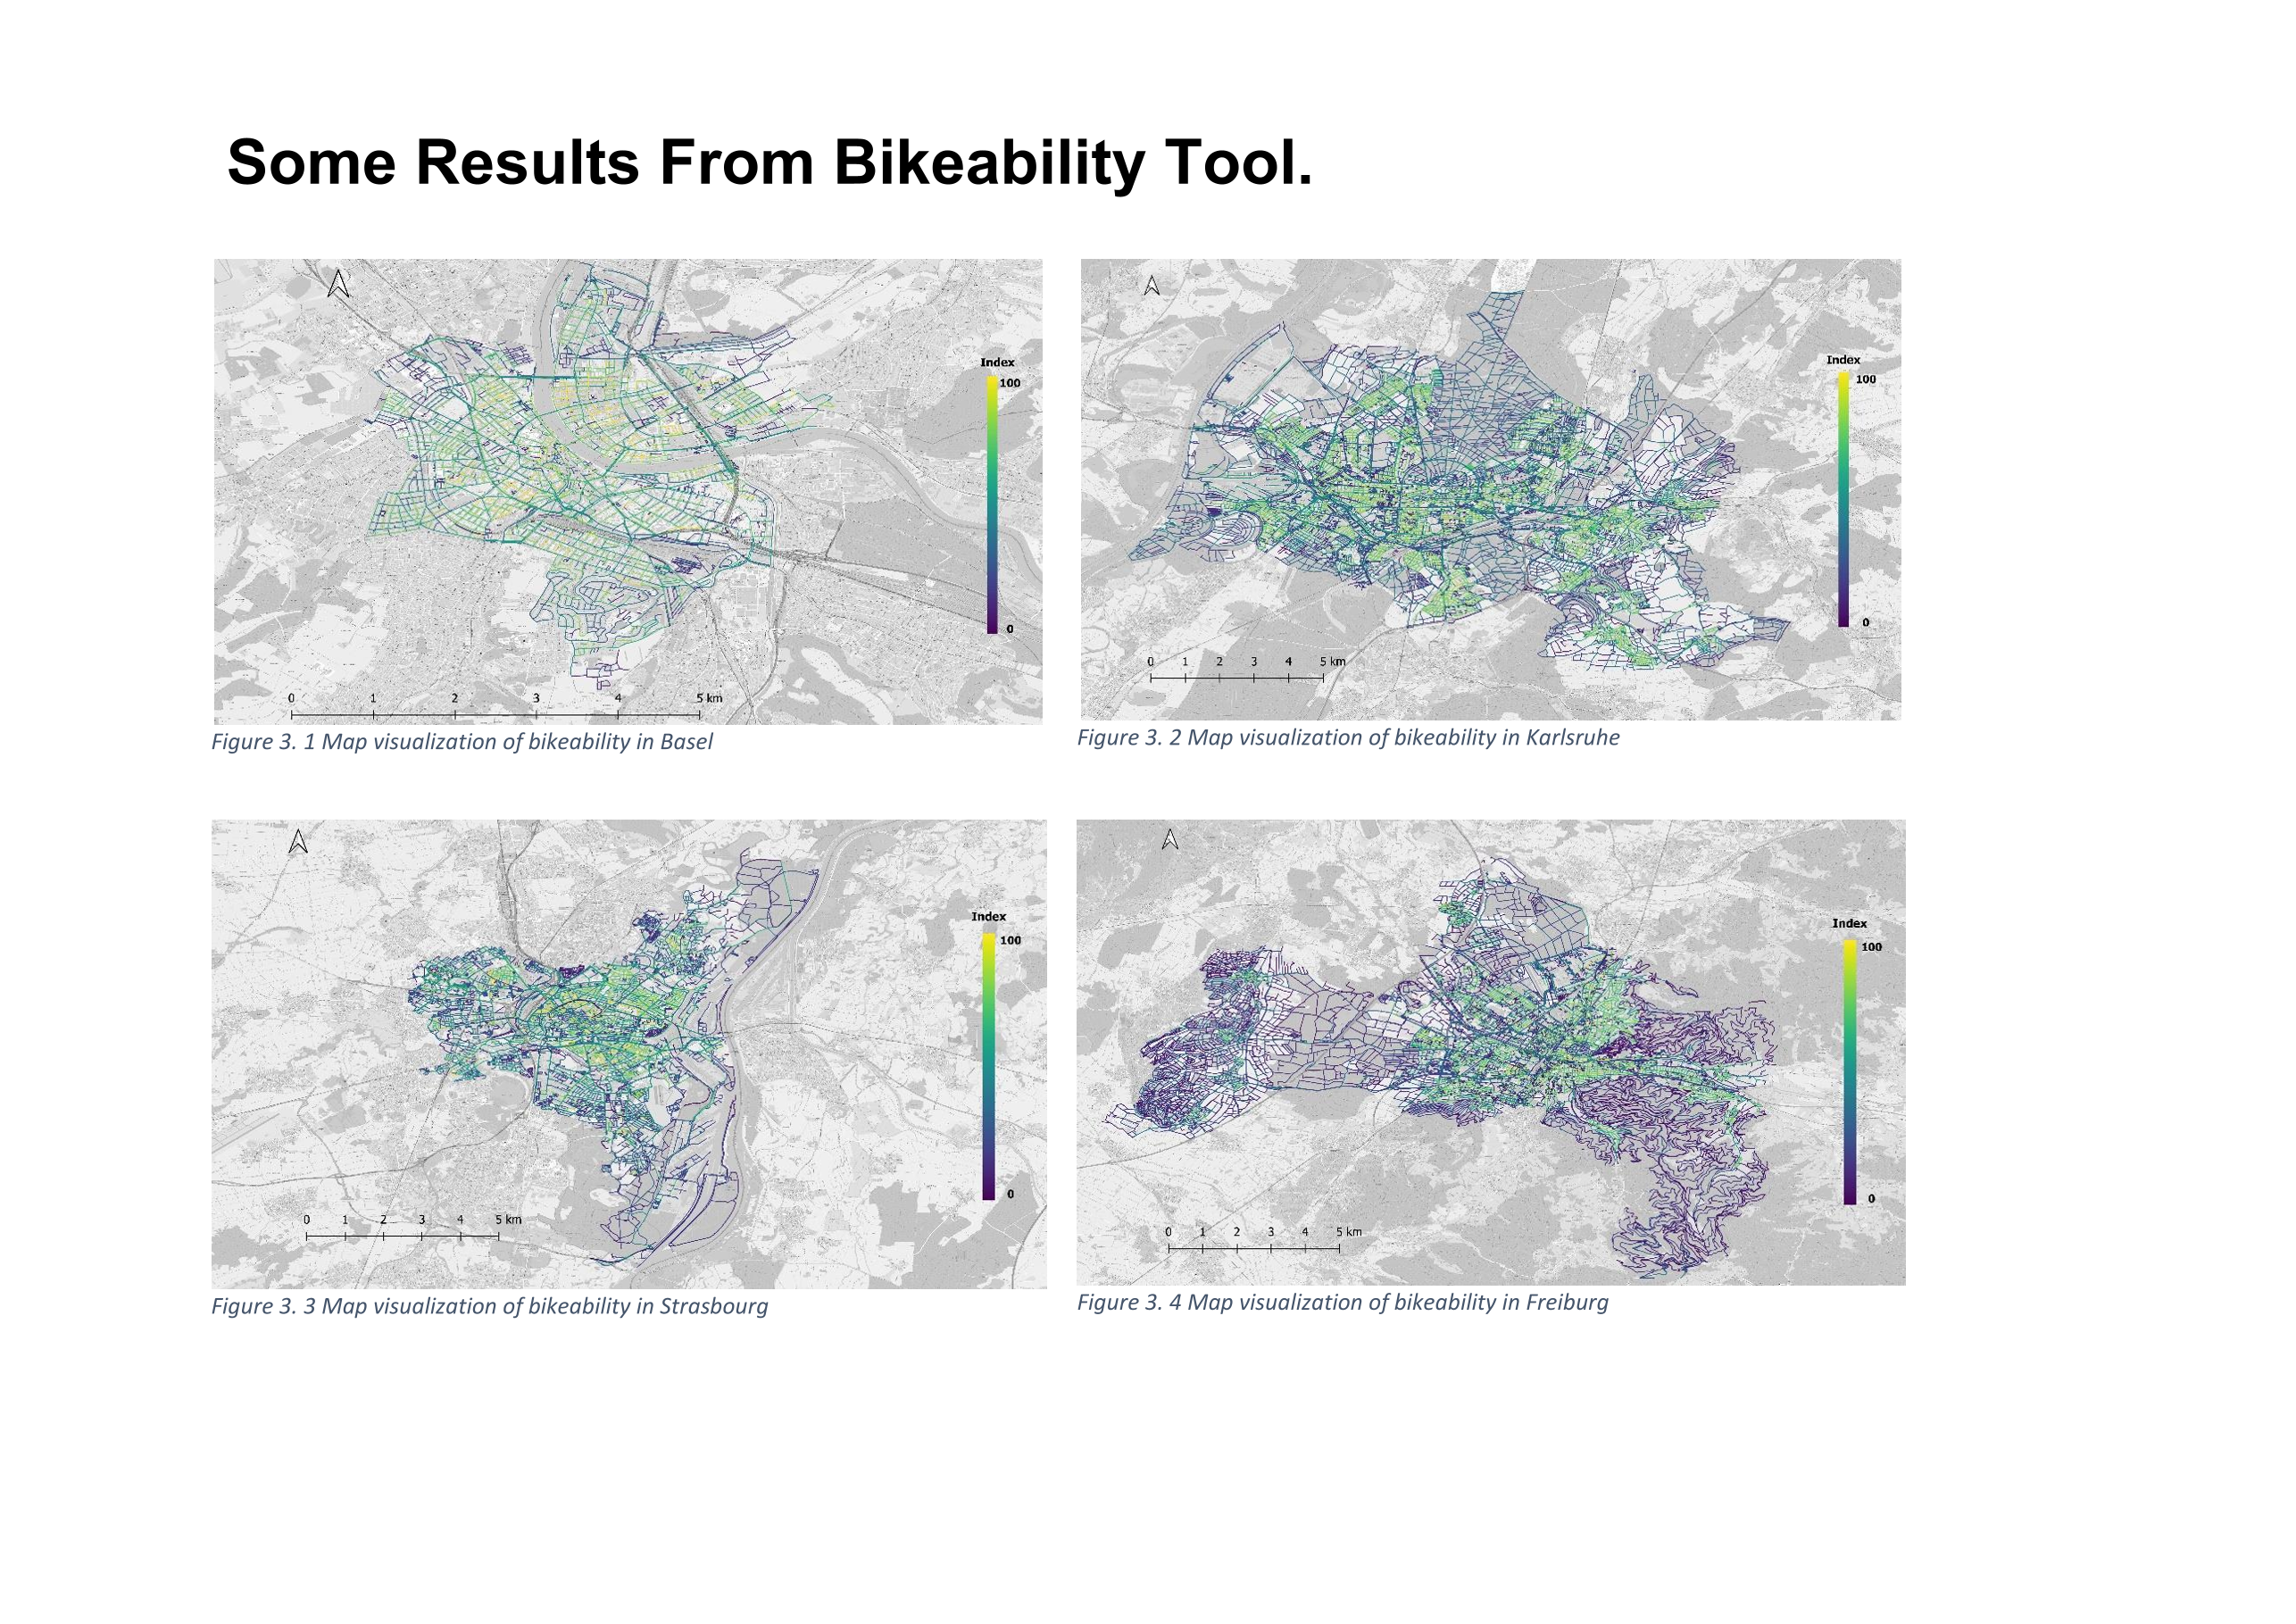 Some Results From Bikeability Tool.
Index
100
0
0 1 2 3 4 5 km
Figure 3. 1 Map visualization of bikeability in Basel
Index
100
0
0 1 2 3 4 5 km
Figure 3. 2 Map visualization of bikeability in Karlsruhe
Index
100
0
0 1 2 3 4 5 km
Figure 3. 3 Map visualization of bikeability in Strasbourg
Index
100
0
0 1 2 3 4 5 km
Figure 3. 4 Map visualization of bikeability in Freiburg